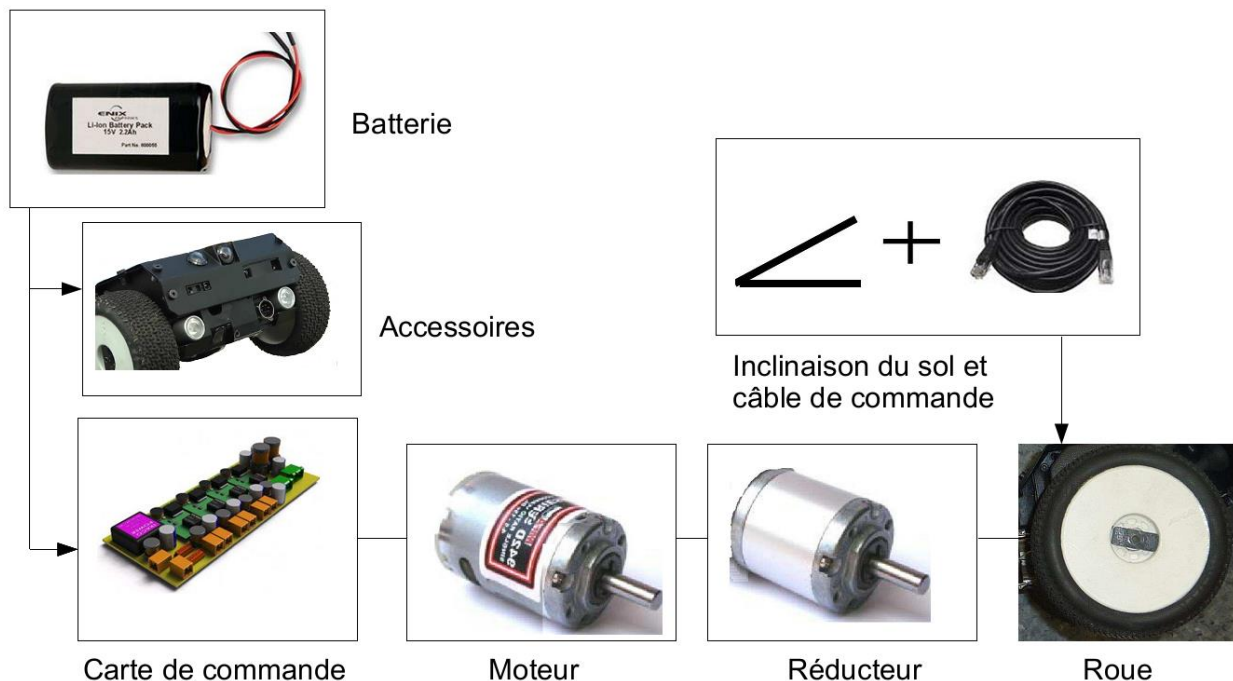 ENIX
Li-Ion Battery Pack
15V 2.2Ah
Batterie
Accessoires
Inclinaison du sol et
câble de commande
Carte de commande
Moteur
Réducteur
Roue